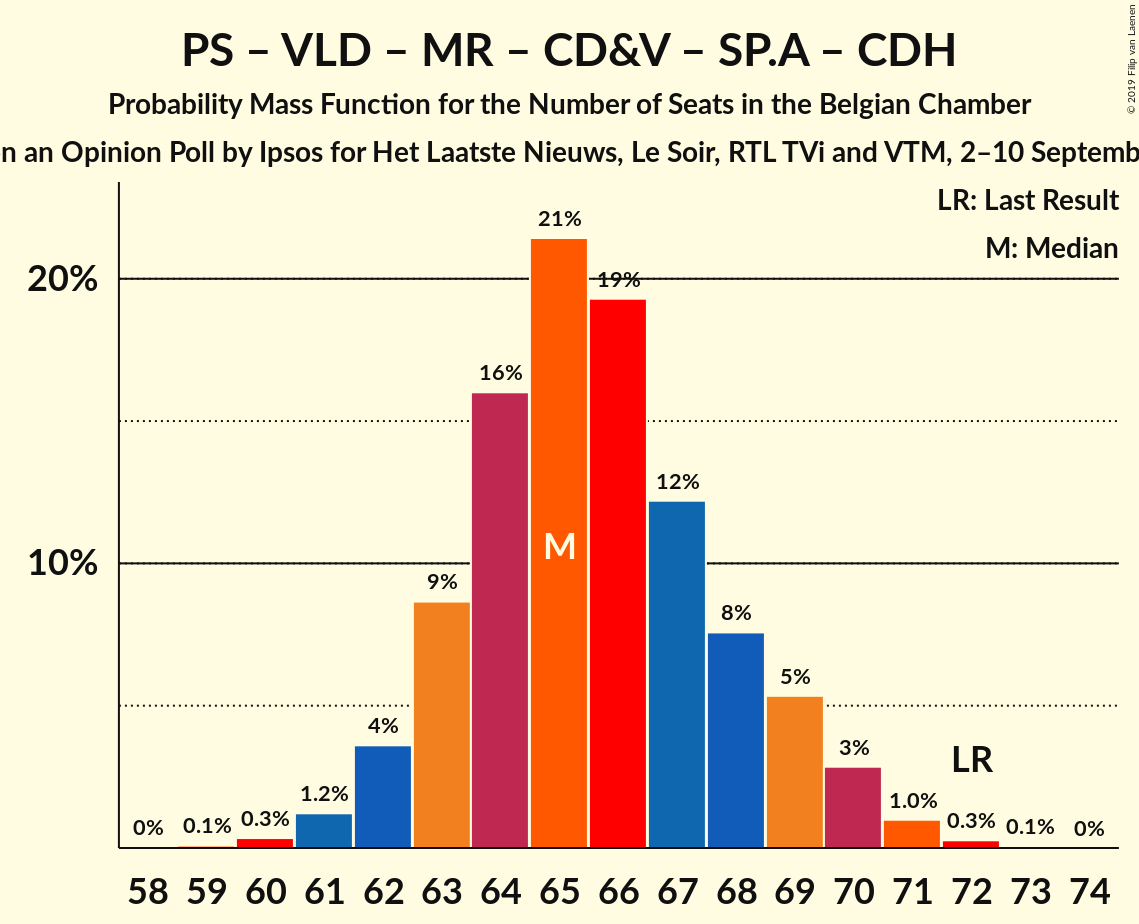 PS – VLD – MR – CD&V – SP.A – CDH
Probability Mass Function for the Number of Seats in the Belgian Chamber
n an Opinion Poll by Ipsos for Het Laatste Nieuws, Le Soir, RTL TVi and VTM, 2–10 Septemb
© 2019 Filip van Laenen
LR: Last Result
M: Median
20%
10%
0%
0.1%
0.3%
1.2%
4%
9%
16%
21%
19%
12%
8%
5%
3%
1.0%
0.3%
0.1%
0%
M
LR
58 59 60 61 62 63 64 65 66 67 68 69 70 71 72 73 74